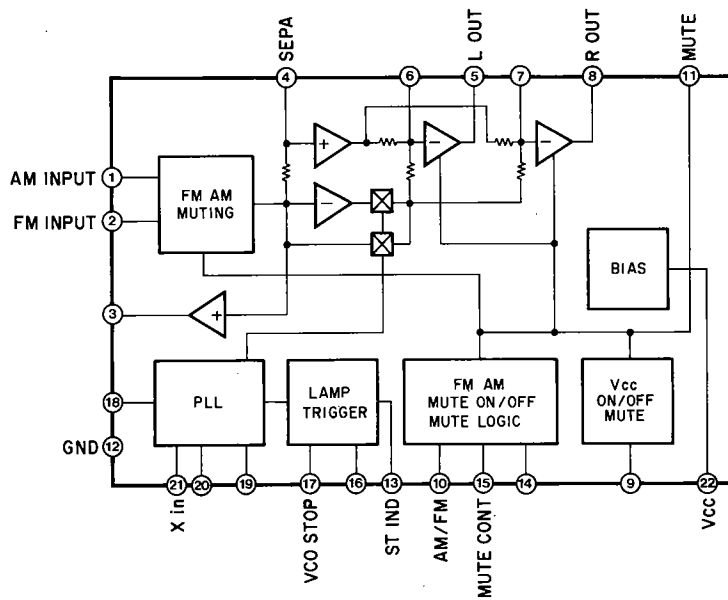 SEPA
L OUT
R OUT
MUTE
4
6
5
7
8
11
+
−
−
AM INPUT
1
FM INPUT
2
FM AM
MUTING
−
BIAS
3
+
18
PLL
LAMP
TRIGGER
FM AM
MUTE ON/OFF
MUTE LOGIC
Vcc
ON/OFF
MUTE
GND
12
21
20
19
17
16
13
10
15
14
9
22
X in
VCO STOP
ST IND
AM/FM
MUTE CONT
Vcc